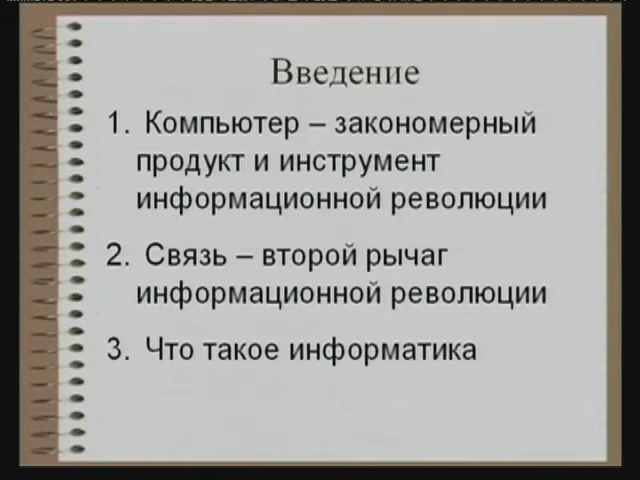 Введение
1. Компьютер – закономерный
продукт и инструмент
информационной революции
2. Связь – второй рычаг
информационной революции
3. Что такое информатика